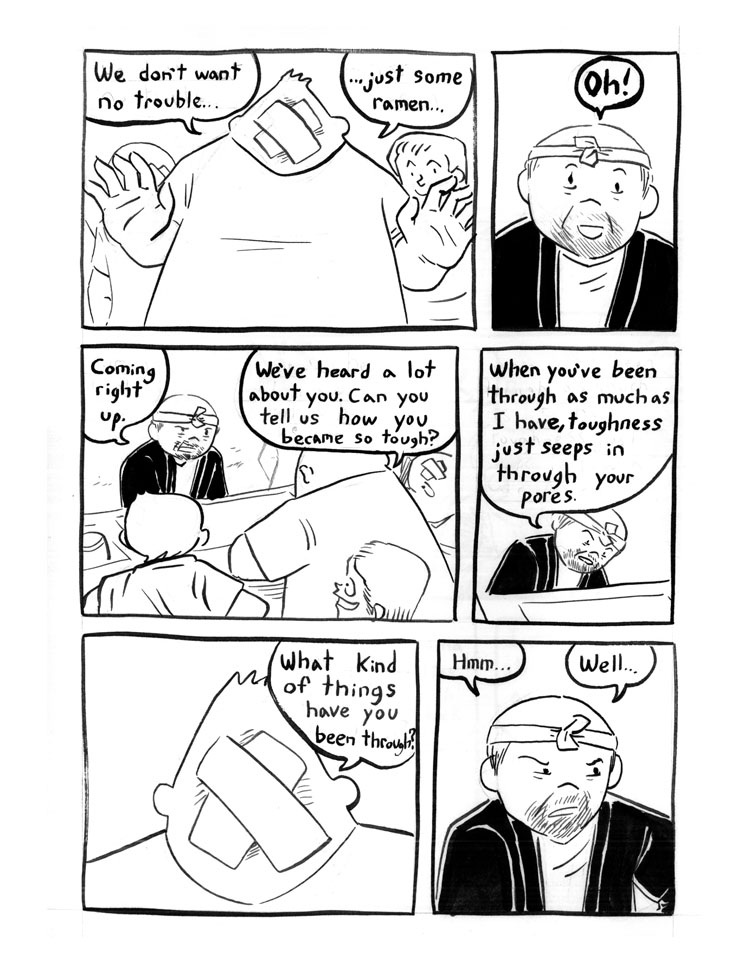 We don't want
no trouble...
...just some
ramen...
Oh!
Coming
right
up.
We've heard a lot
about you. Can you
tell us how you
became so tough?
When you've been
through as much as
I have, toughness
just seeps in
through your
pores.
What kind
of things
have you
been through?
Hmm...
Well...